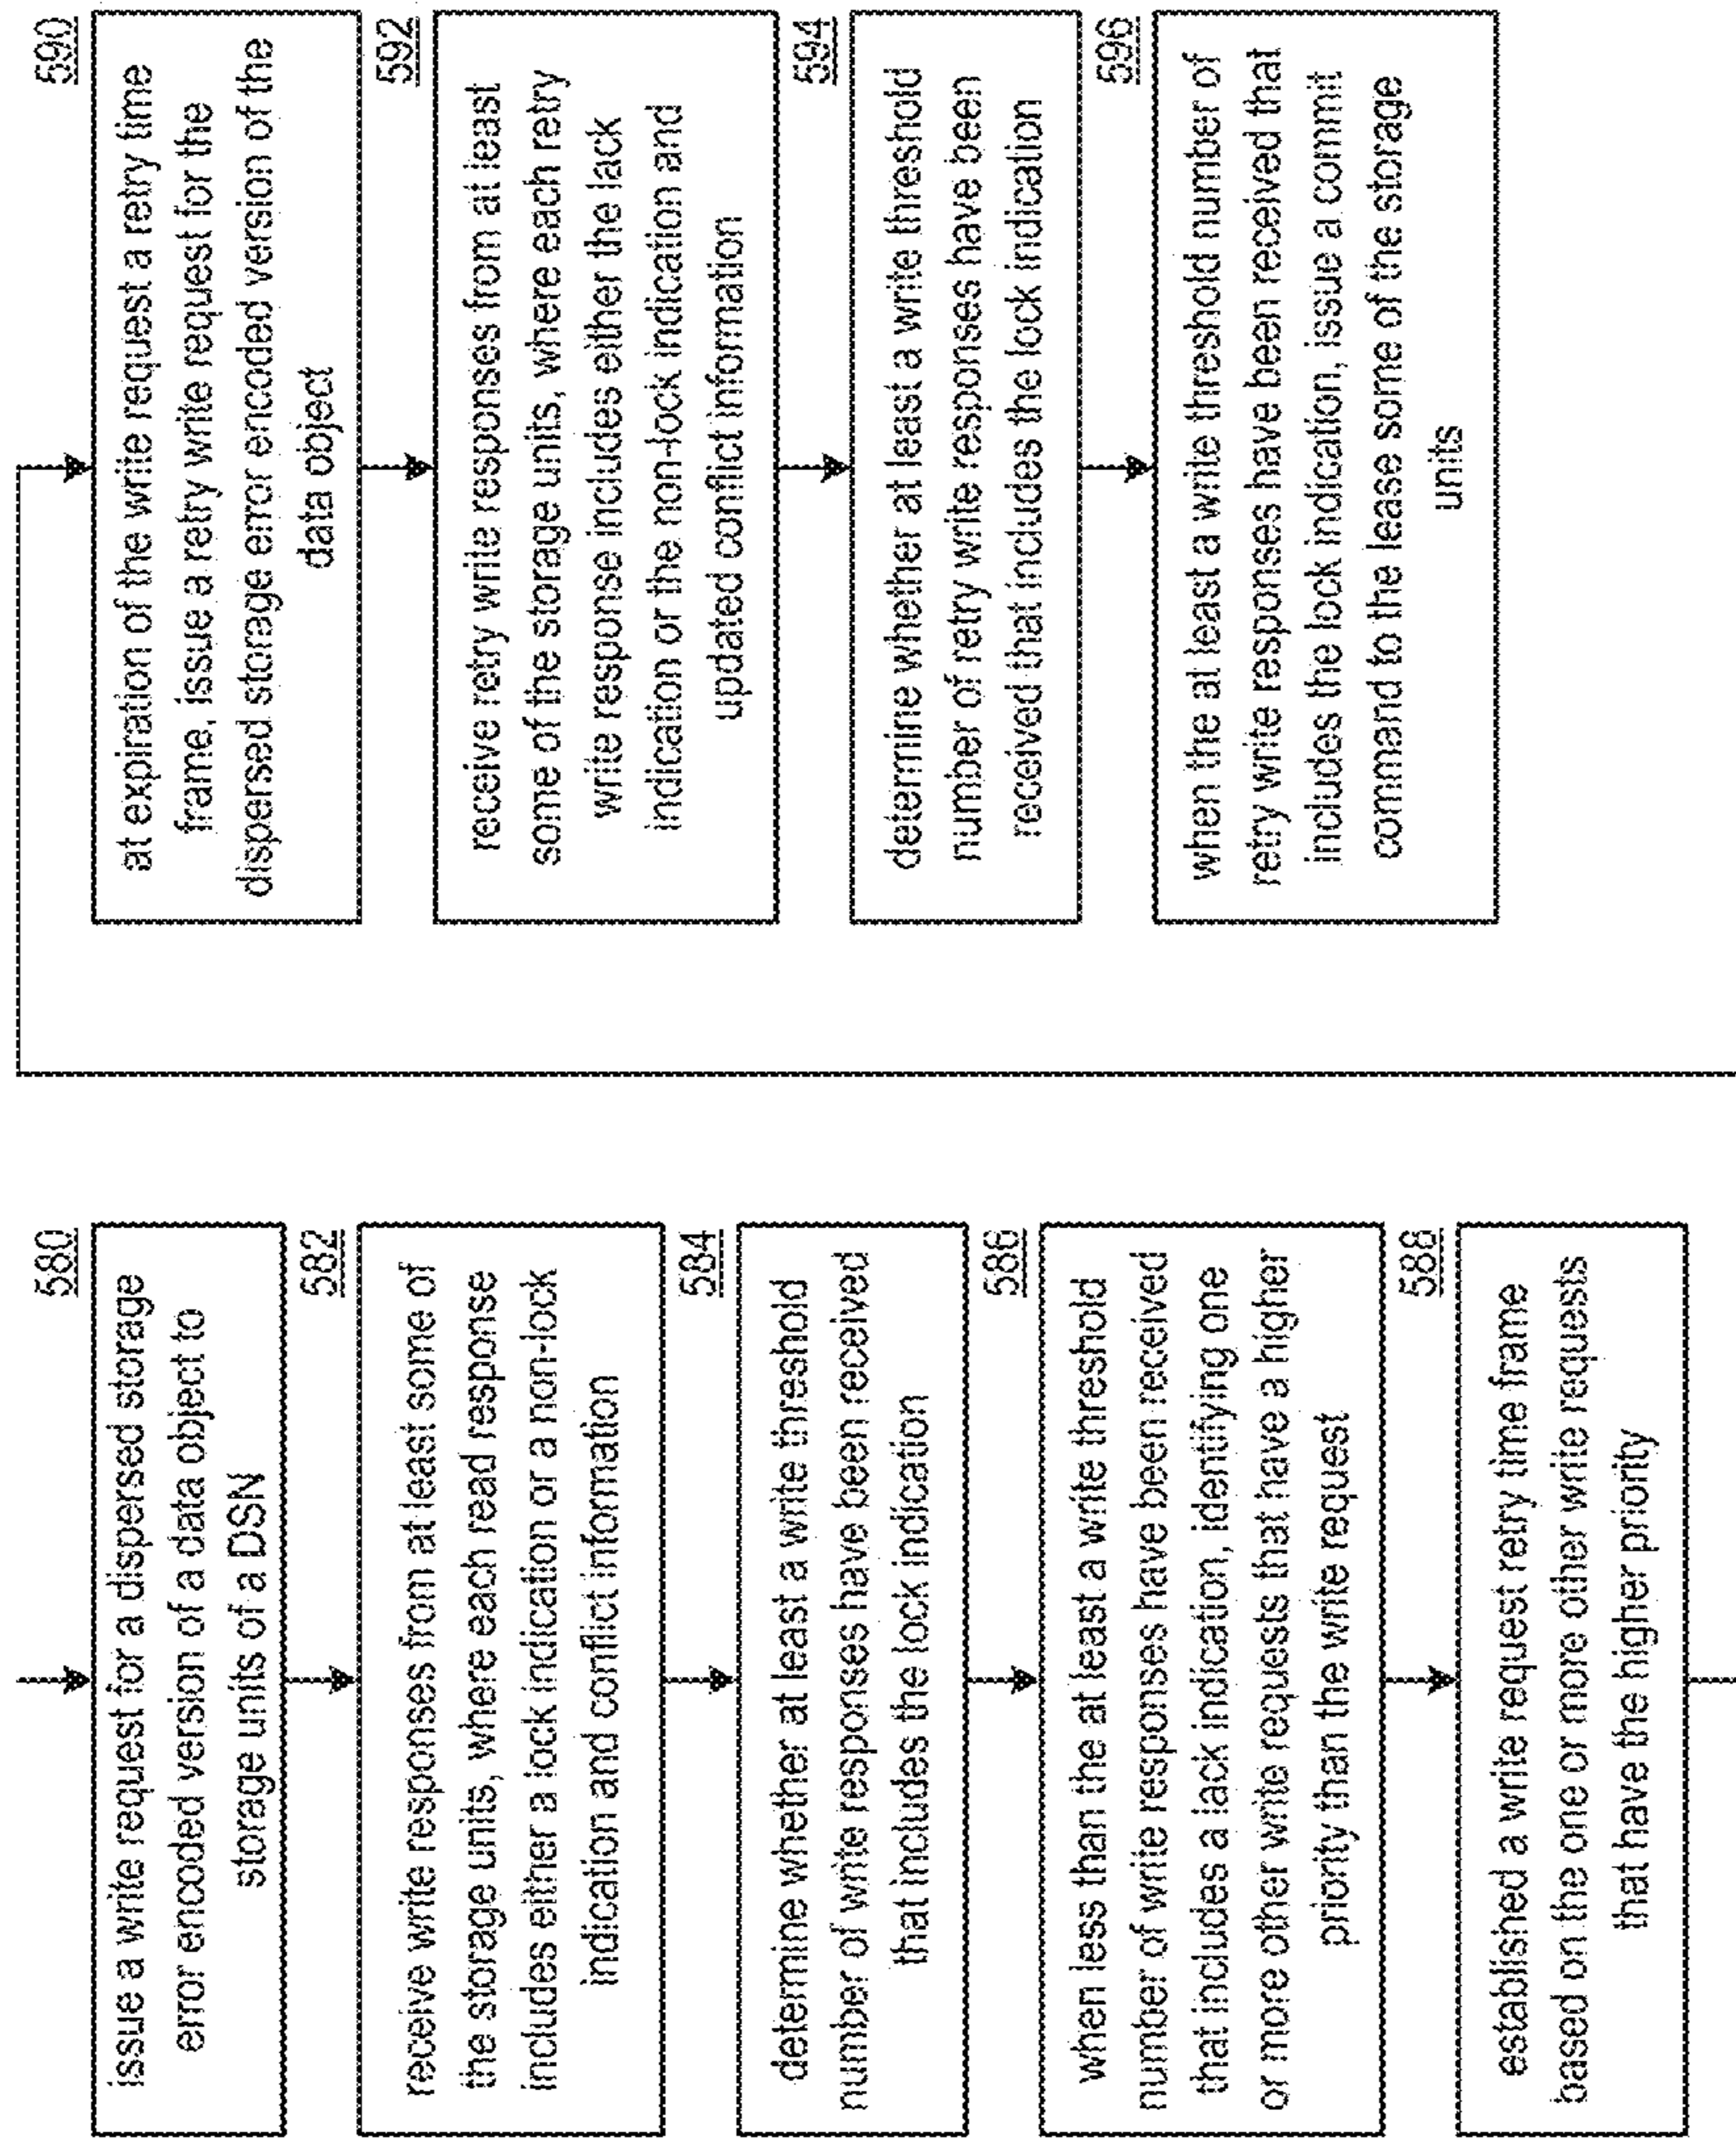 580
issue a write request for a dispersed storage
error encoded version of a data object to
storage units of a DSN
582
receive write responses from at least some of
the storage units, where each read response
includes either a lock indication or a non-lock
indication and conflict information
584
determine whether at least a write threshold
number of write responses have been received
that includes the lock indication
586
when less than the at least a write threshold
number of write responses have been received
that includes a lack indication, identifying one
or more other write requests that have a higher
priority than the write request
588
established a write request retry time frame
based on the one or more other write requests
that have the higher priority
590
at expiration of the write request a retry time
frame, issue a retry write request for the
dispersed storage error encoded version of the
data object
592
receive retry write responses from at least
some of the storage units, where each retry
write response includes either the lack
indication or the non-lock indication and
updated conflict information
594
determine whether at least a write threshold
number of retry write responses have been
received that includes the lock indication
596
when the at least a write threshold number of
retry write responses have been received that
includes the lock indication, issue a commit
command to the lease some of the storage
units